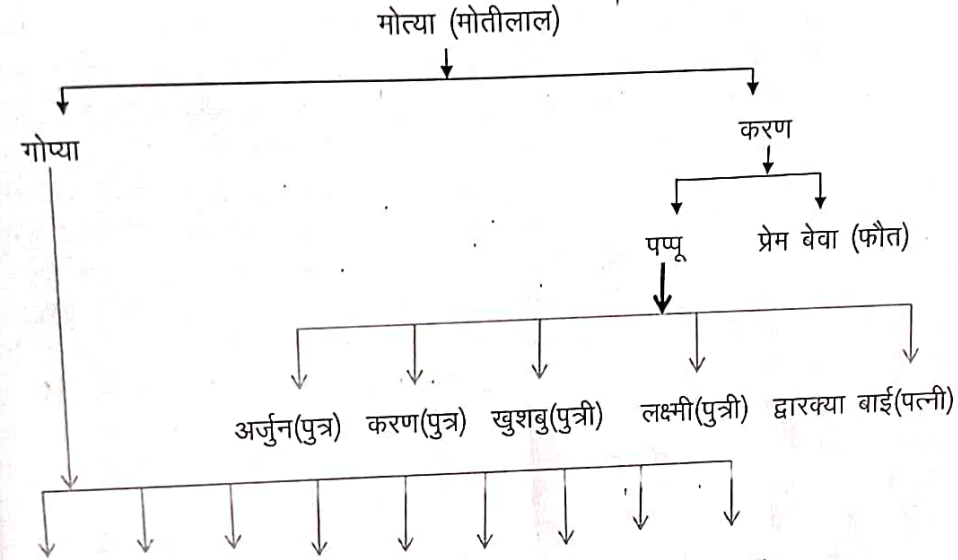 मोत्या (मोतीलाल)
गोप्या
करण
पप्पू
प्रेम बेवा (फौत)
अर्जुन(पुत्र) करण(पुत्र) खुशबु(पुत्री) लक्ष्मी(पुत्री) द्वारक्या बाई(पत्नी)